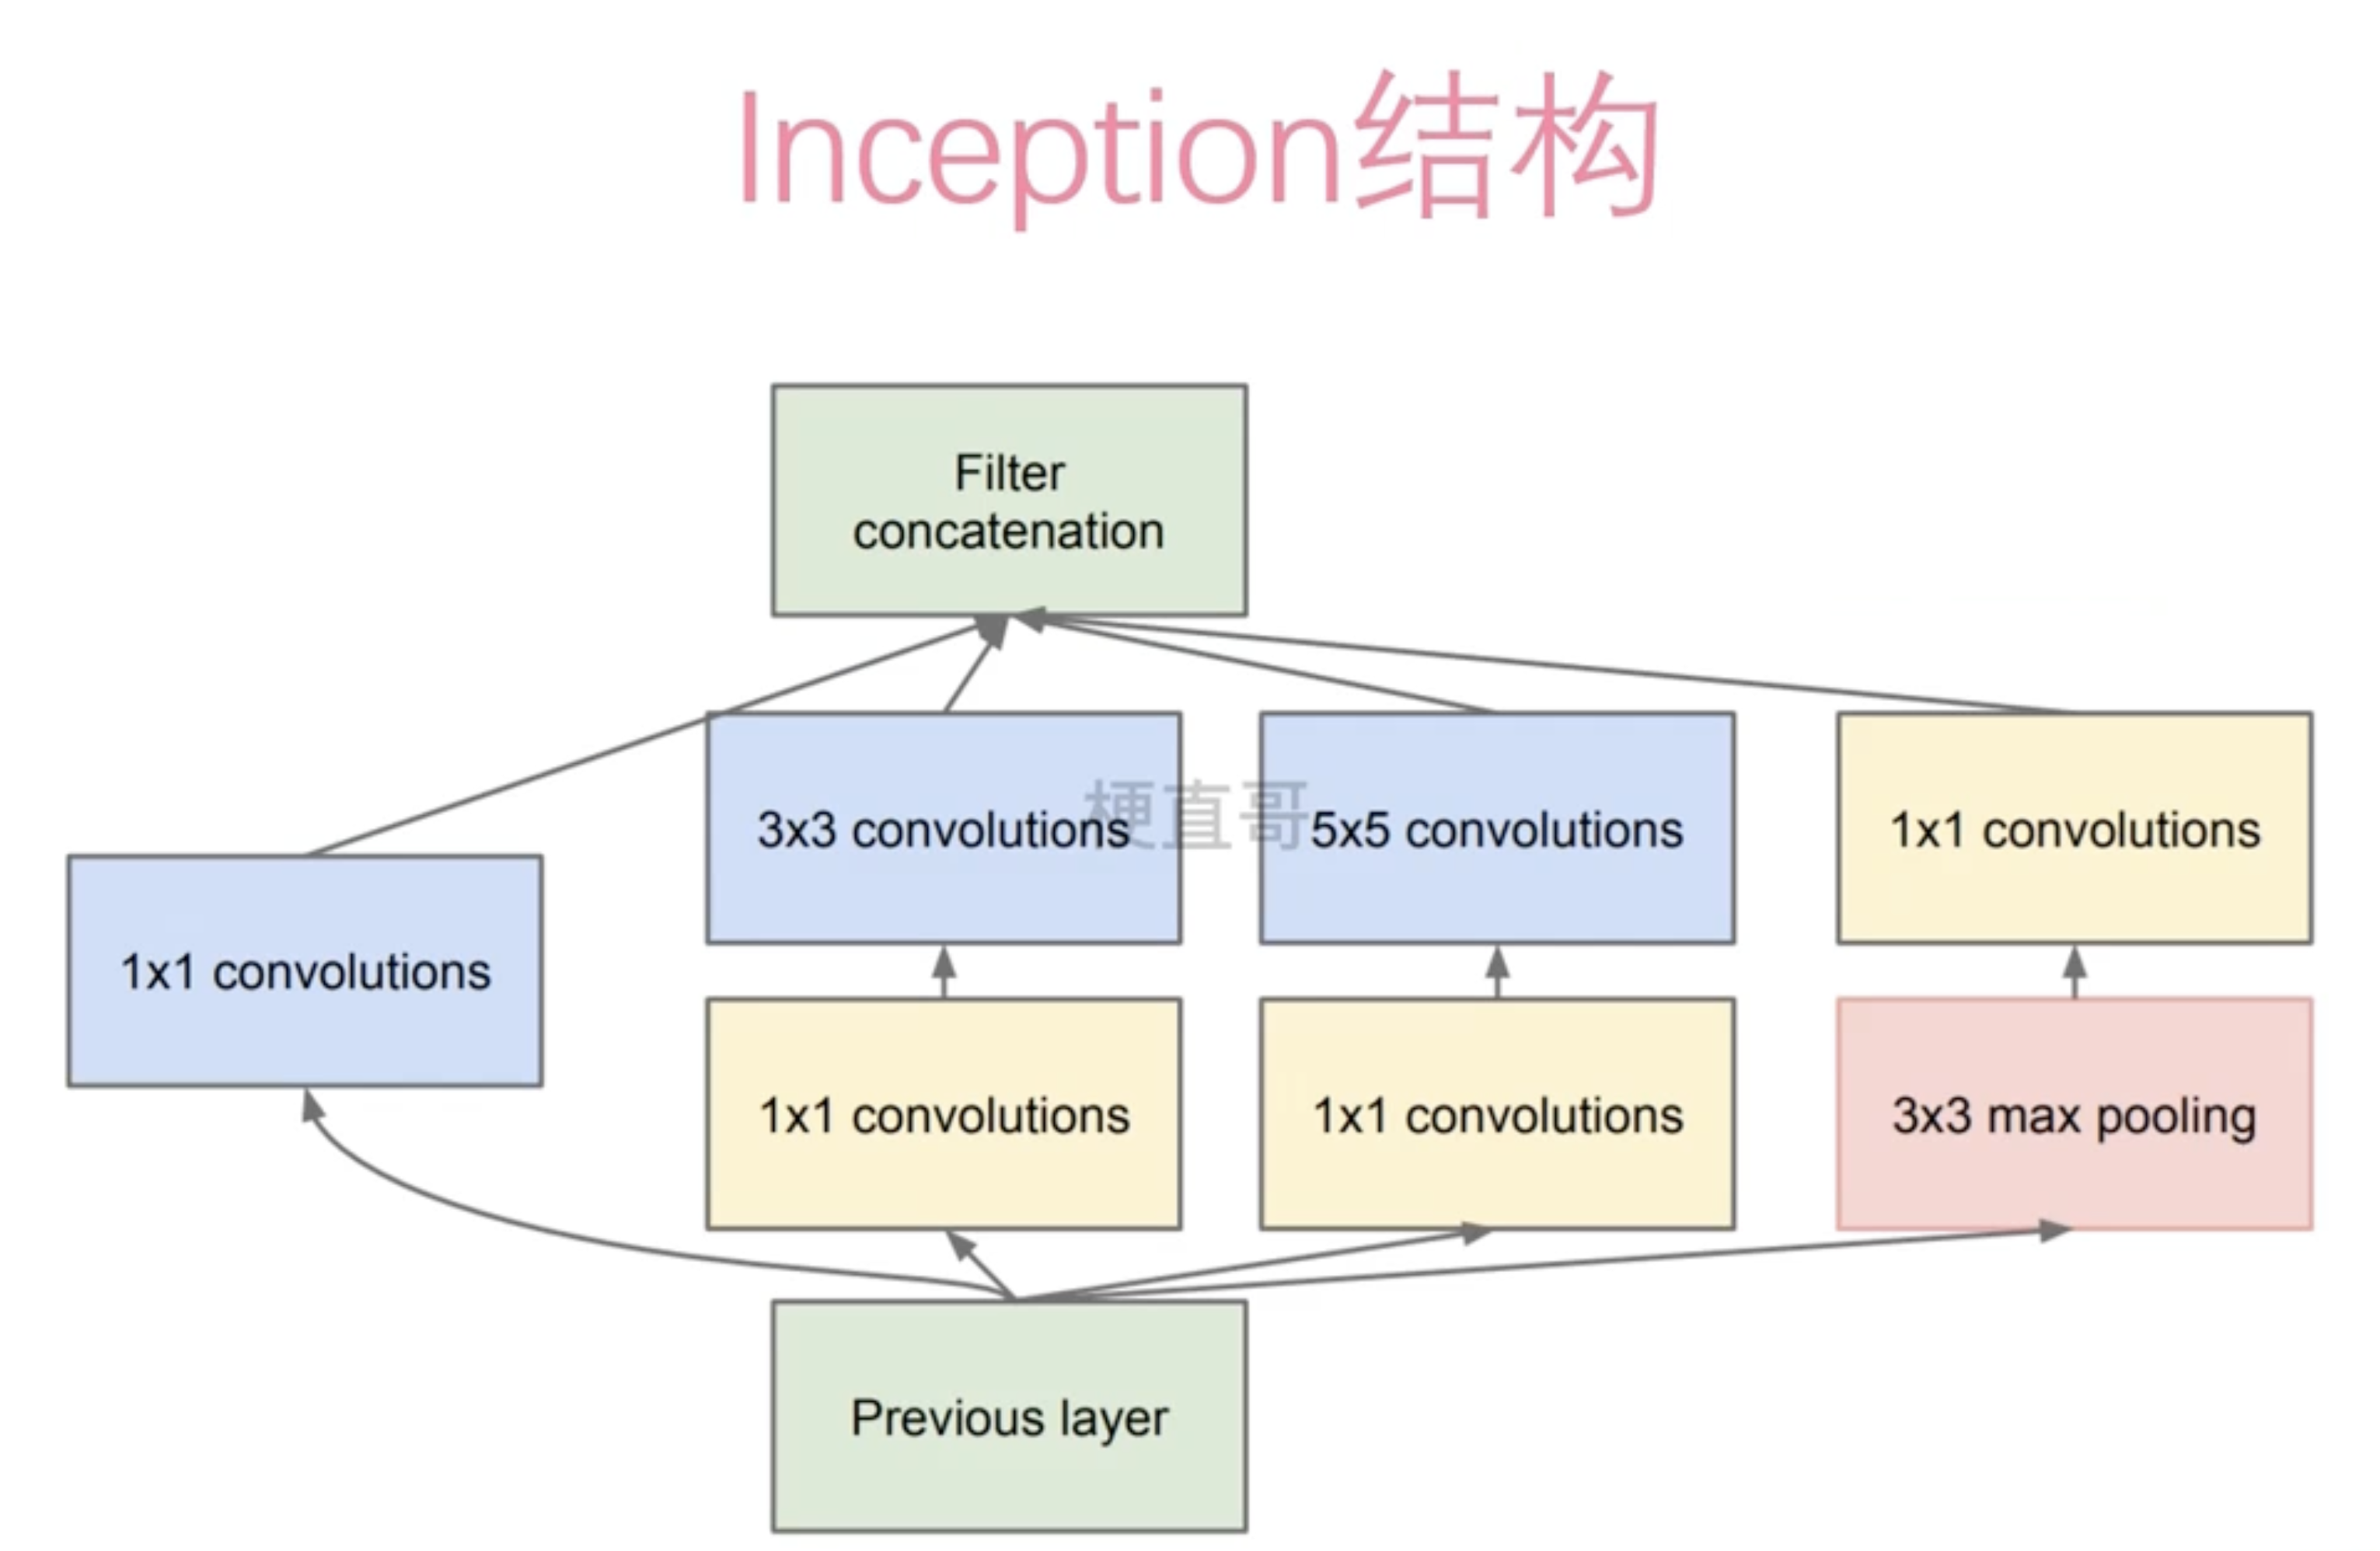 Inception结构
Filter
concatenation
3x3 convolutions
梗直哥
5x5 convolutions
1x1 convolutions
1x1 convolutions
1x1 convolutions
1x1 convolutions
3x3 max pooling
Previous layer